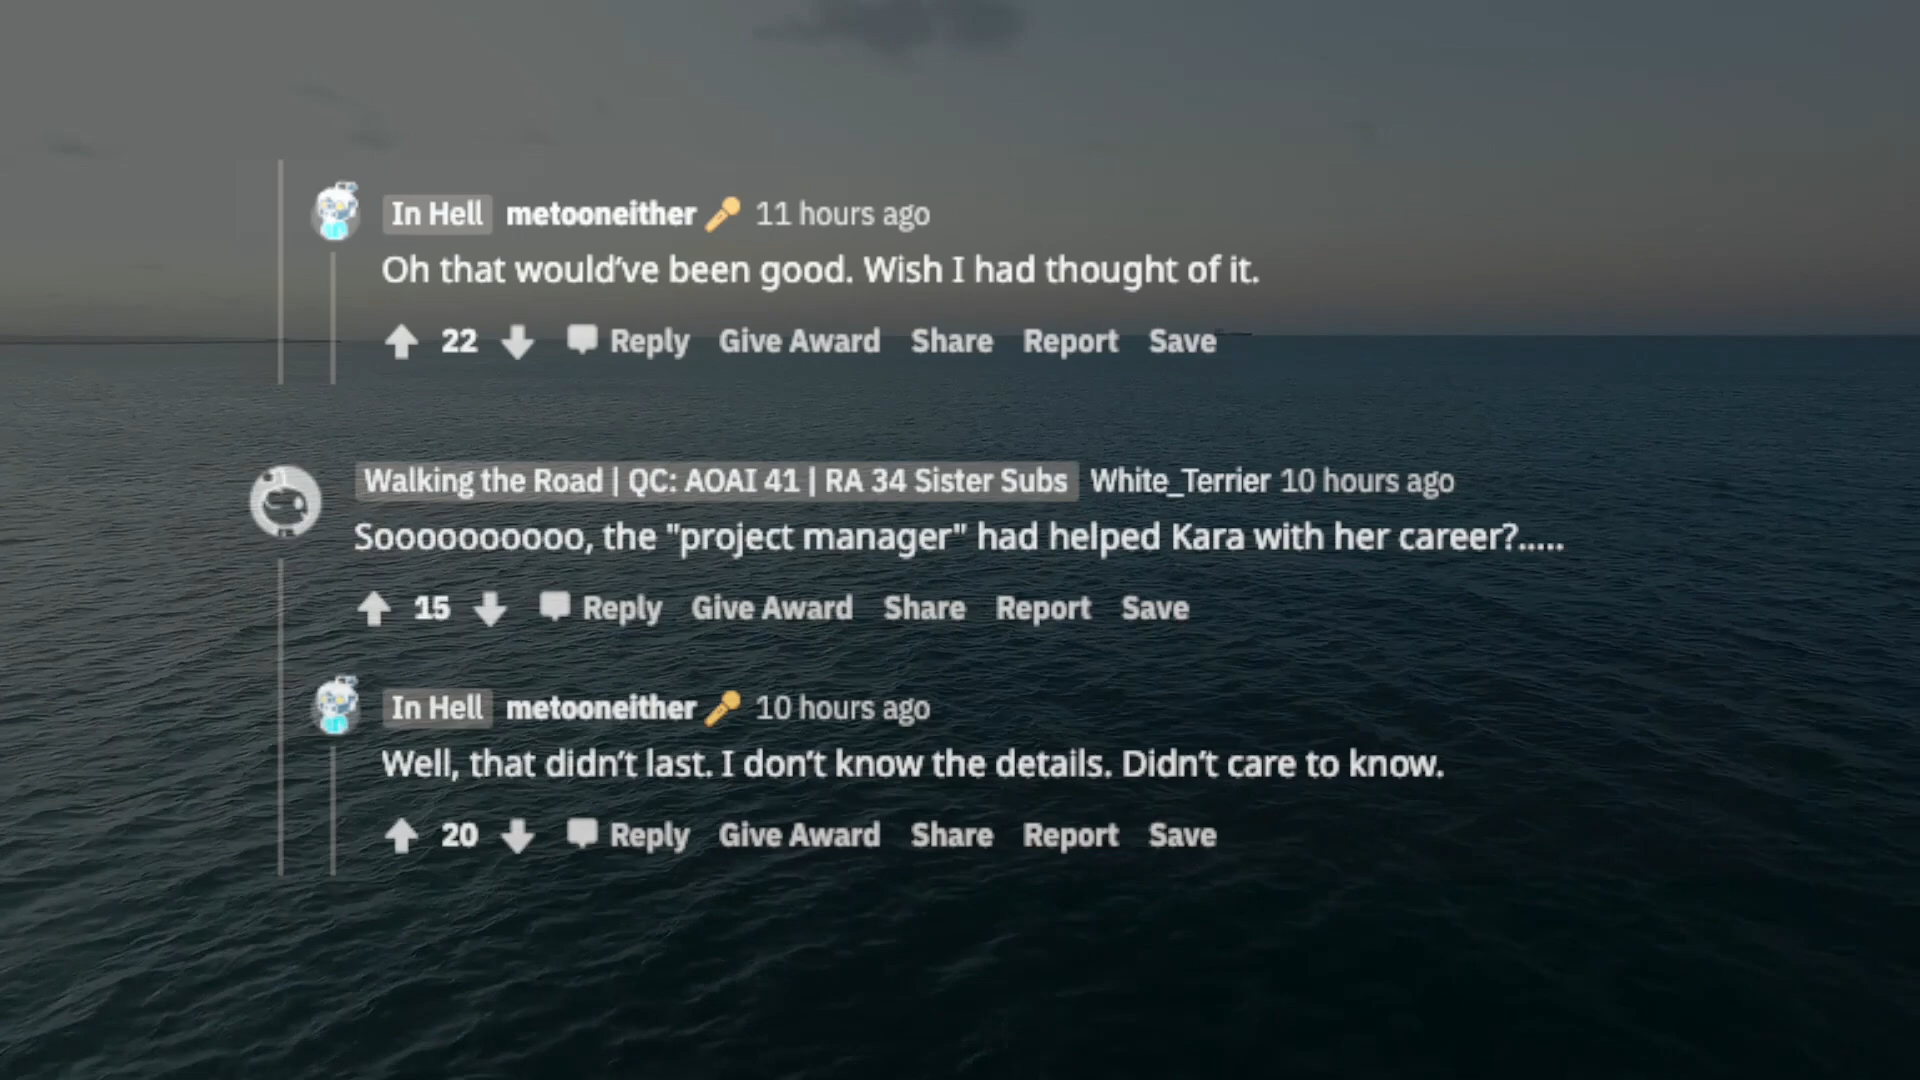 In Hell metooneither 11 hours ago
Oh that would’ve been good. Wish I had thought of it.
22 Reply Give Award Share Report Save
Walking the Road | QC: AOAI 41 | RA 34 Sister Subs White_Terrier 10 hours ago
Soooooooooo, the "project manager" had helped Kara with her career?.....
15 Reply Give Award Share Report Save
In Hell metooneither 10 hours ago
Well, that didn’t last. I don’t know the details. Didn’t care to know.
20 Reply Give Award Share Report Save